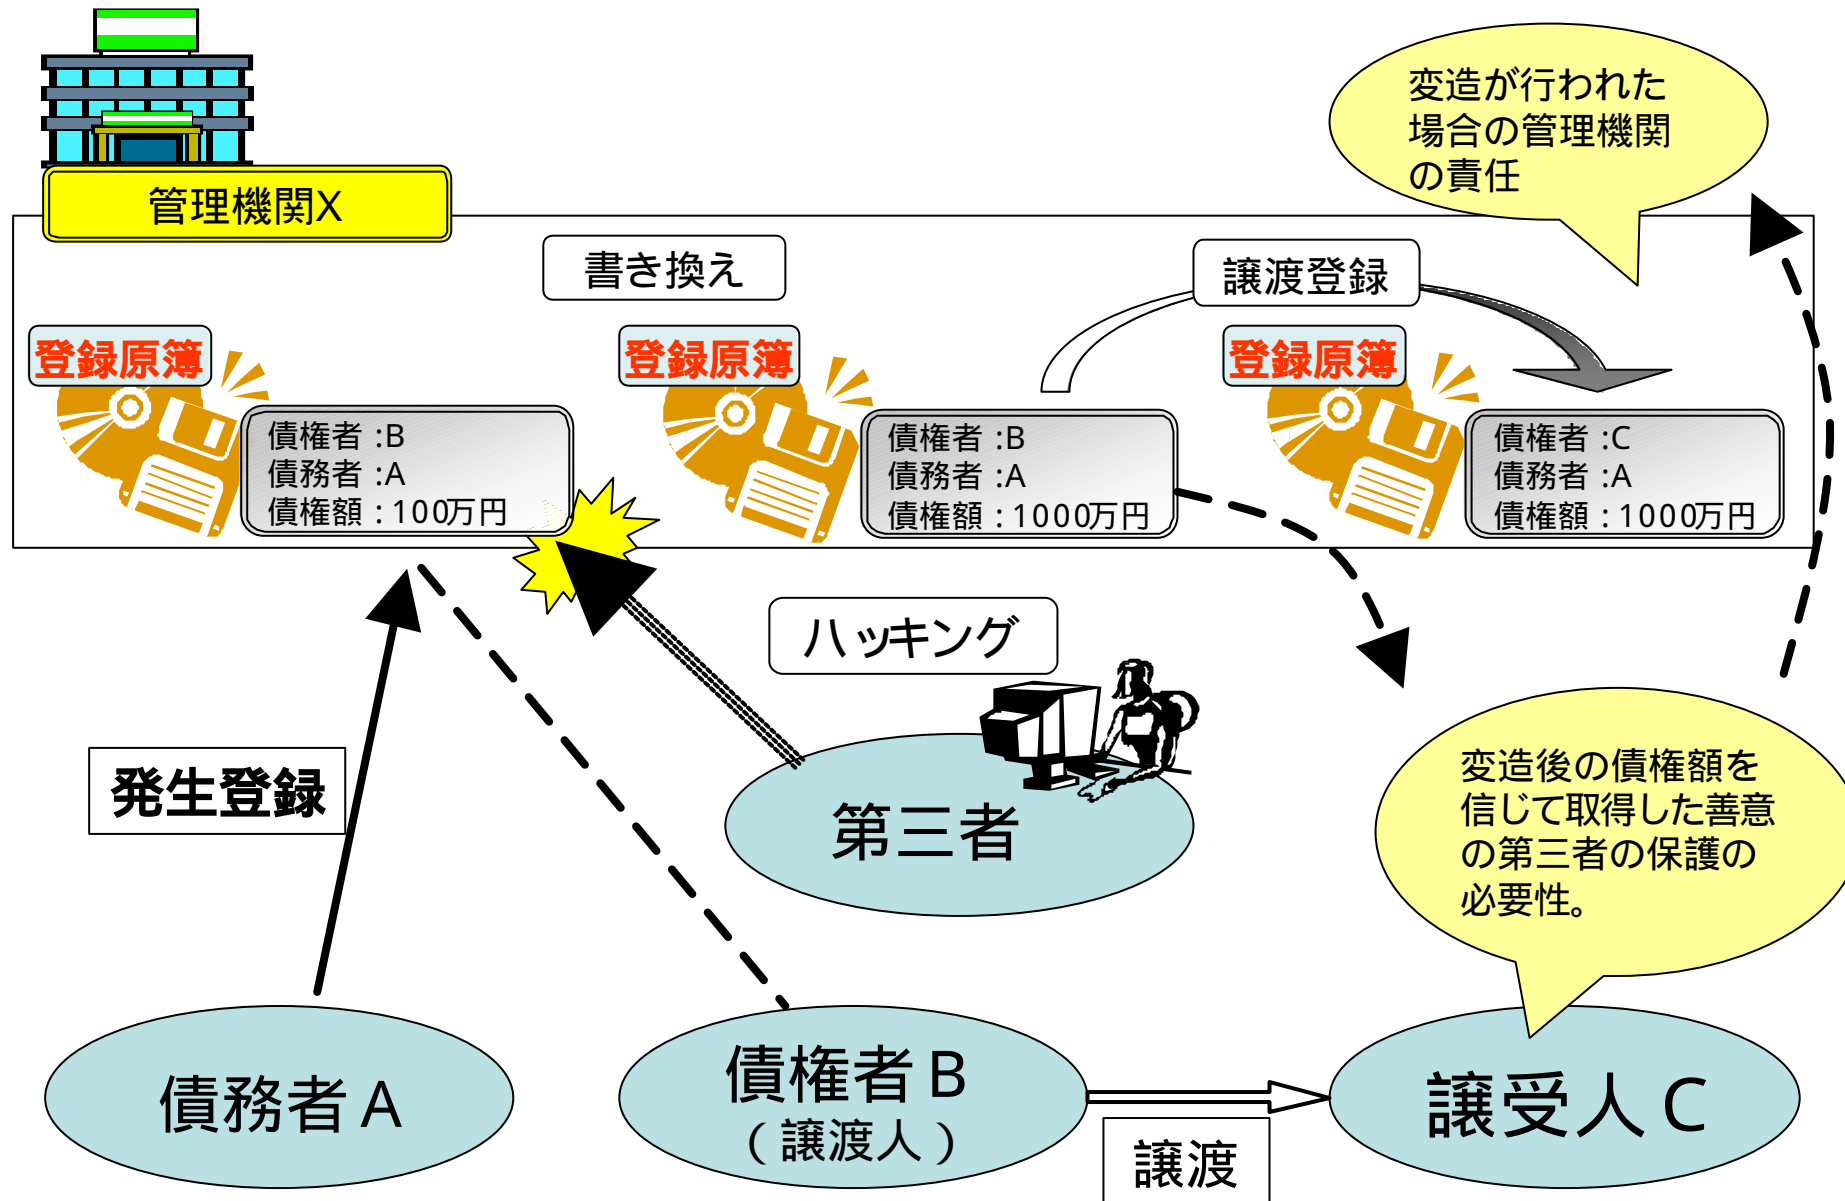 変造が行われた
場合の管理機関
の責任
管理機関X
書き換え
譲渡登録
登録原簿
債権者:B
債務者:A
債権額:100万円
登録原簿
債権者:B
債務者:A
債権額:1000万円
登録原簿
債権者:C
債務者:A
債権額:1000万円
ハッキング
発生登録
第三者
変造後の債権額を
信じて取得した善意
の第三者の保護の
必要性。
債務者A
債権者B
(譲渡人)
譲渡
譲受人C